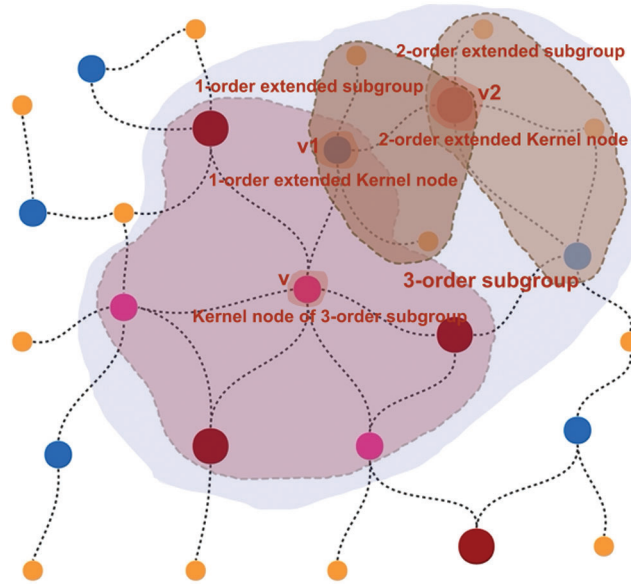 2-order extended subgroup
1-order extended subgroup
v2
v1
2-order extended Kernel node
1-order extended Kernel node
v
3-order subgroup
Kernel node of 3-order subgroup